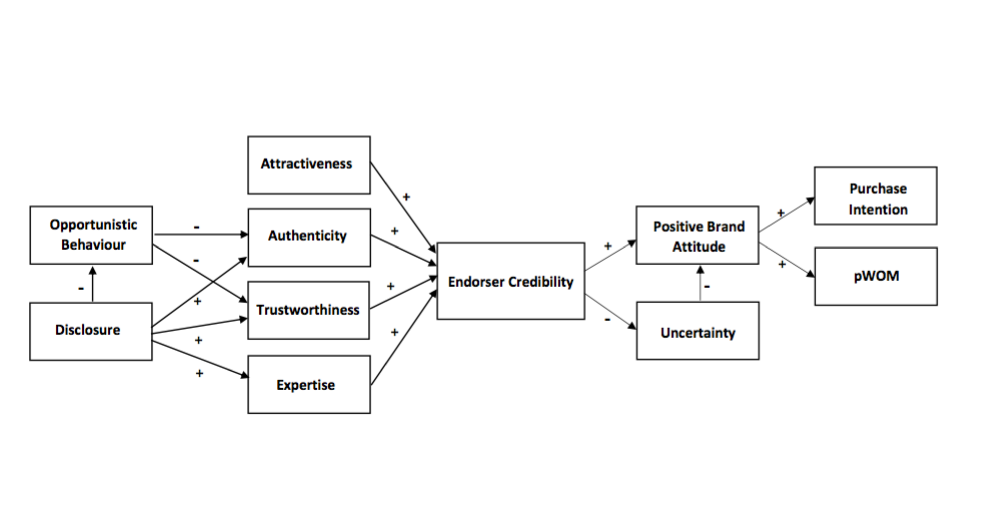 Attractiveness
+
Opportunistic
Behaviour
-
Authenticity
+
-
-
+
Disclosure
Trustworthiness
+
+
+
Expertise
+
Endorser Credibility
+
-
Positive Brand
Attitude
-
Uncertainty
+
+
Purchase
Intention
pWOM